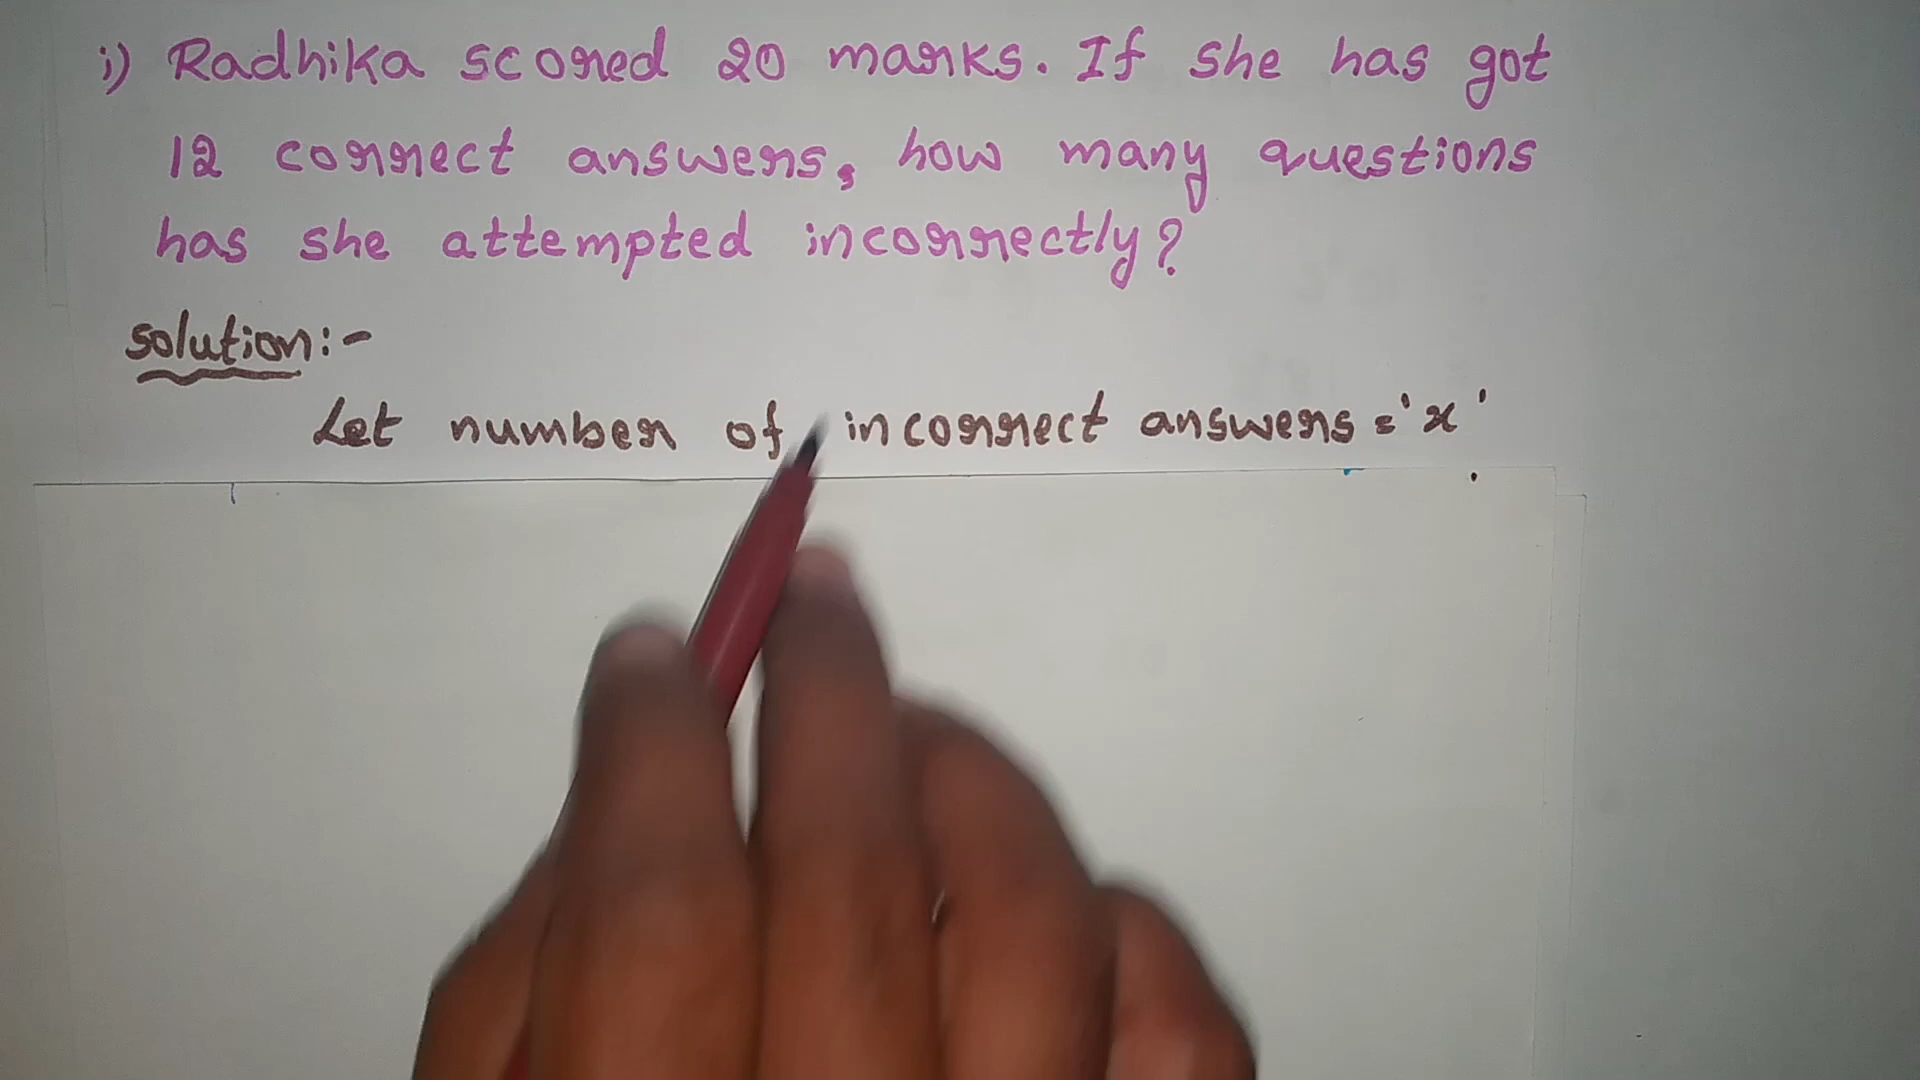 i) Radhika scored 20 marks. If she has got
12 correct answers, how many questions
has she attempted incorrectly?
Solution:-
Let number of incorrect answers = 'x'